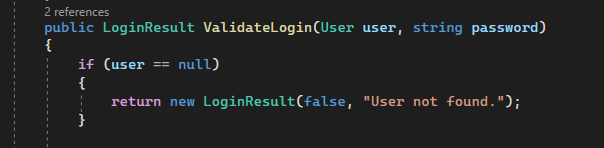 2 references
public LoginResult ValidateLogin(User user, string password)
{
if (user == null)
{
return new LoginResult(false, "User not found.");
}